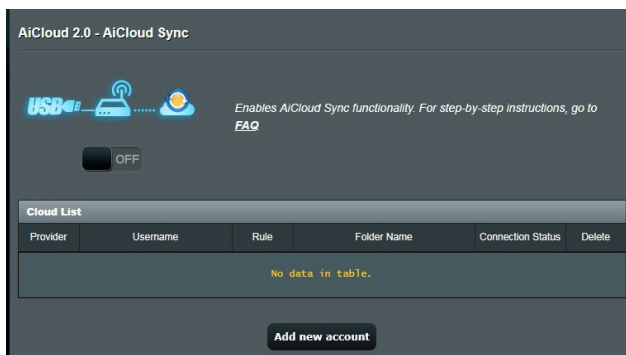 AiCloud 2.0 - AiCloud Sync
USB
Enables AiCloud Sync functionality. For step-by-step instructions, go to
FAQ
OFF
Cloud List
Provider Username Rule Folder Name Connection Status Delete
No data in table.
Add new account